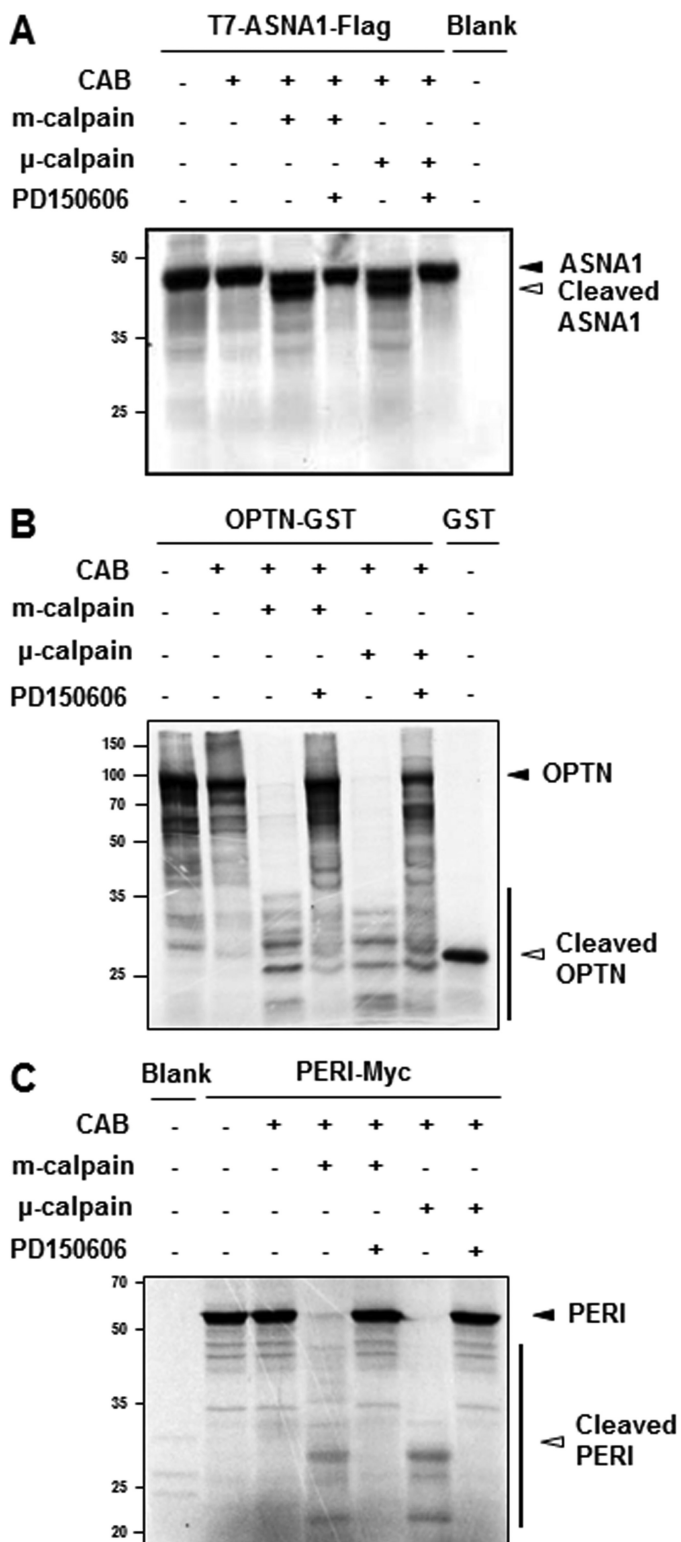 A
T7-ASNA1-Flag Blank
CAB - + + + + + -
m-calpain - - + + - - -
µ-calpain - - - - + + -
PD150606 - - - + - + -
50
ASNA1
Cleaved
ASNA1
35
25
B
OPTN-GST GST
CAB - + + + + + -
m-calpain - - + + - - -
µ-calpain - - - - + + -
PD150606 - - - + - + -
150
100
OPTN
70
50
35
Cleaved
OPTN
25
C
Blank PERI-Myc
CAB - - + + + + +
m-calpain - - - + + - -
µ-calpain - - - - - + +
PD150606 - - - - + - +
70
PERI
50
35
Cleaved
PERI
25
20